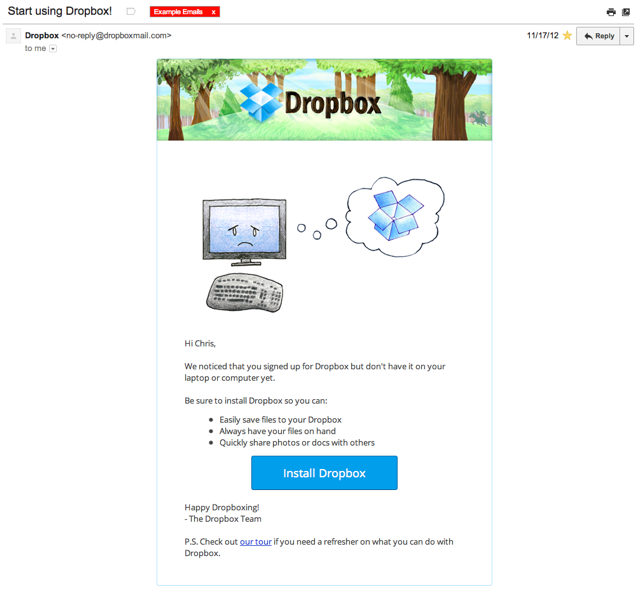 Start using Dropbox!
Example Emails x
Dropbox <no-reply@dropboxmail.com>
11/17/12
Reply
to me
Dropbox
Hi Chris,
We noticed that you signed up for Dropbox but don't have it on your
laptop or computer yet.
Be sure to install Dropbox so you can:
Easily save files to your Dropbox
Always have your files on hand
Quickly share photos or docs with others
Install Dropbox
Happy Dropboxing!
- The Dropbox Team
P.S. Check out our tour if you need a refresher on what you can do with
Dropbox.